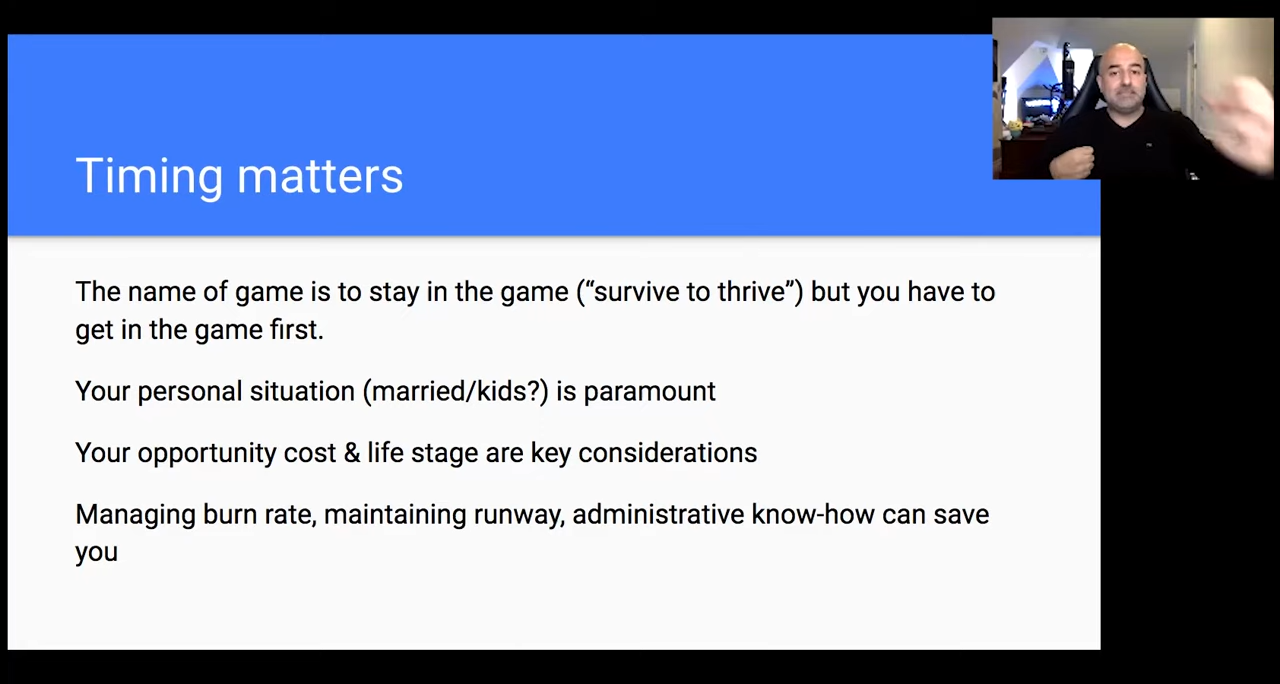 Timing matters
The name of game is to stay in the game (“survive to thrive”) but you have to
get in the game first.
Your personal situation (married/kids?) is paramount
Your opportunity cost & life stage are key considerations
Managing burn rate, maintaining runway, administrative know-how can save
you